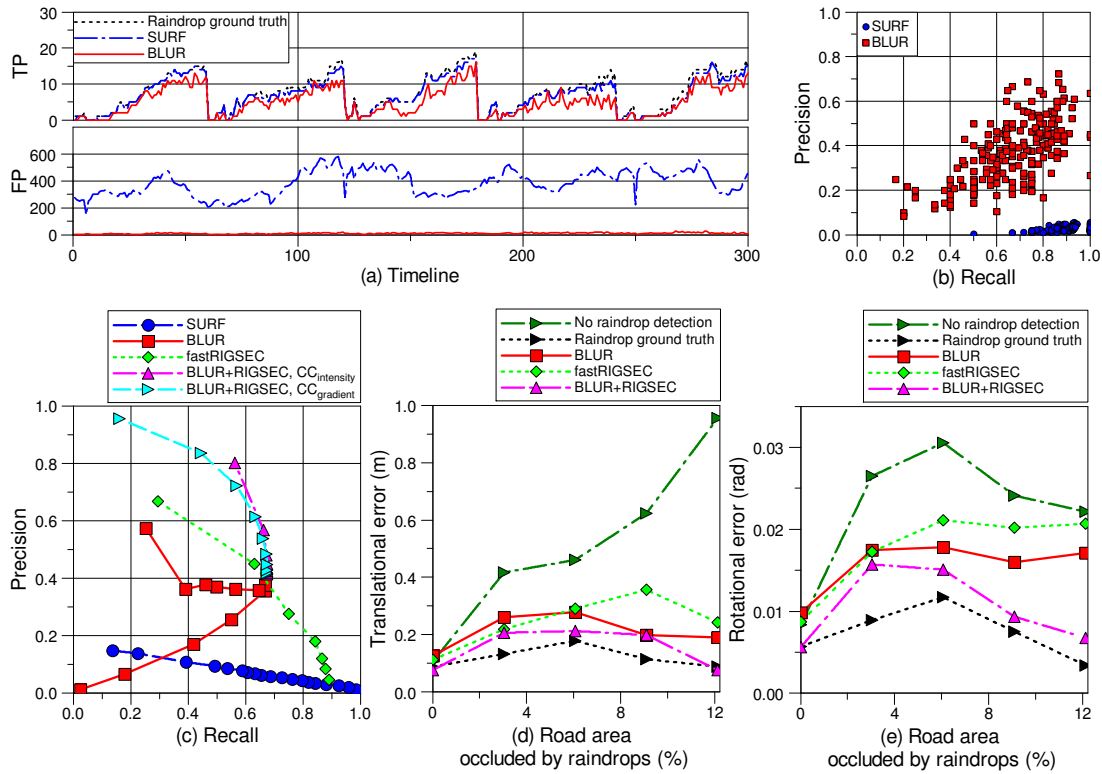 Raindrop ground truth
SURF
BLUR
TP
30
20
10
0
FP
600
400
200
0
0
100
200
300
(a) Timeline
SURF
BLUR
Precision
1.0
0.8
0.6
0.4
0.2
0.0
0.0 0.2 0.4 0.6 0.8 1.0
(b) Recall
SURF
BLUR
fastRIGSEC
BLUR+RIGSEC, CCintensity
BLUR+RIGSEC, CCgradient
Precision
1.0
0.8
0.6
0.4
0.2
0.0
0.0 0.2 0.4 0.6 0.8 1.0
(c) Recall
No raindrop detection
Raindrop ground truth
BLUR
fastRIGSEC
BLUR+RIGSEC
Translational error (m)
1.0
0.8
0.6
0.4
0.2
0.0
0 4 8 12
(d) Road area
occluded by raindrops (%)
No raindrop detection
Raindrop ground truth
BLUR
fastRIGSEC
BLUR+RIGSEC
Rotational error (rad)
0.03
0.02
0.01
0.00
0 4 8 12
(e) Road area
occluded by raindrops (%)